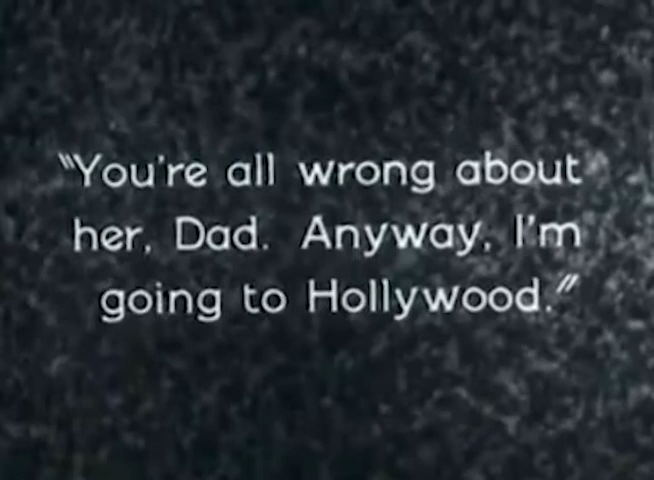 "You're all wrong about
her, Dad. Anyway, I'm
going to Hollywood."